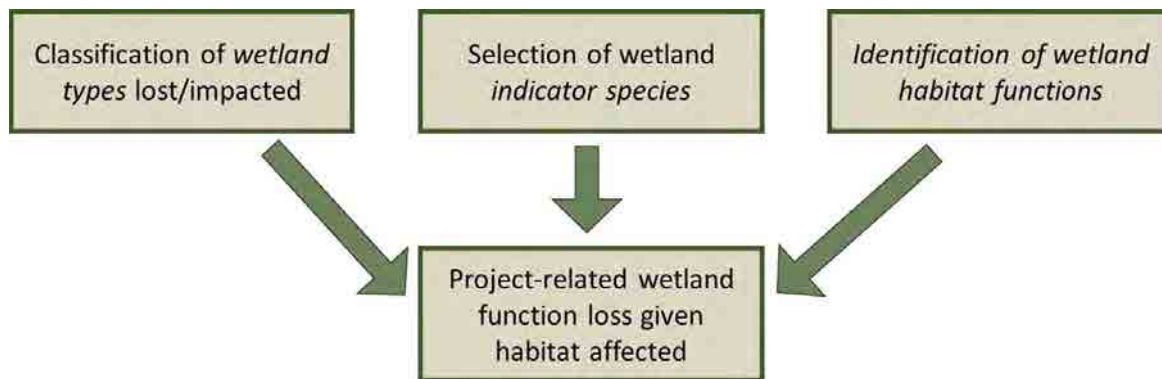 Classification of wetland
types lost/impacted
Selection of wetland
indicator species
Identification of wetland
habitat functions
Project-related wetland
function loss given
habitat affected